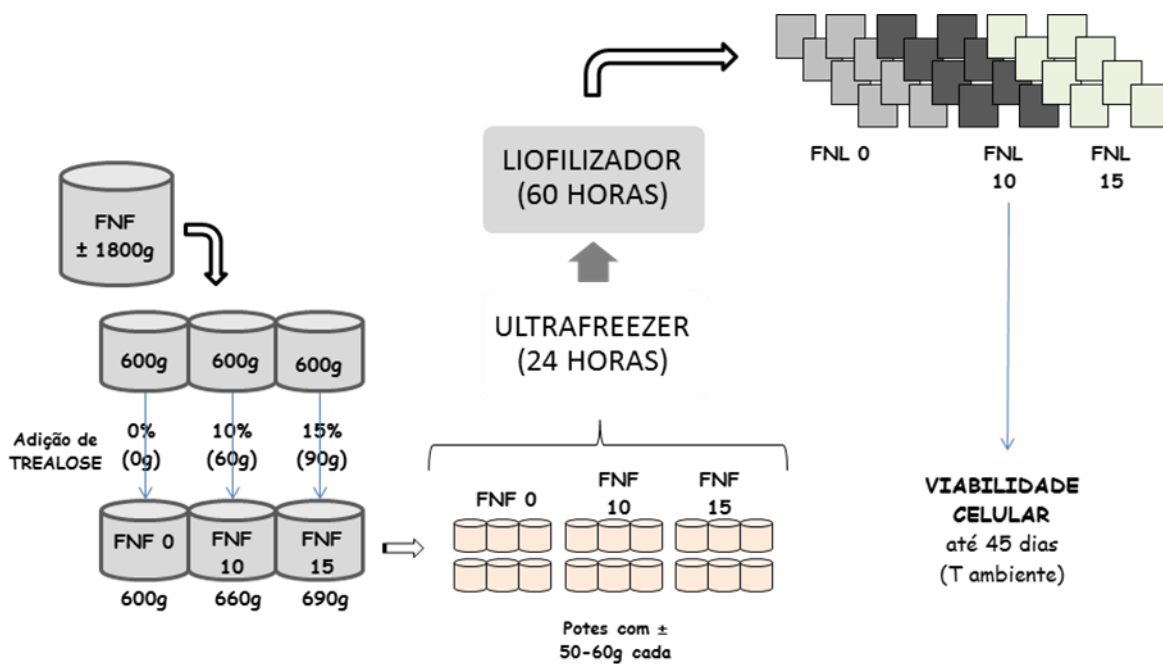 FNF
± 1800g
600g
600g
600g
Adição de
TREALOSE
0%
(0g)
10%
(60g)
15%
(90g)
FNF 0
FNF
10
FNF
15
600g
660g
690g
FNF 0
FNF
10
FNF
15
Potes com ±
50-60g cada
ULTRAFREEZER
(24 HORAS)
LIOFILIZADOR
(60 HORAS)
FNL 0
FNL
10
FNL
15
VIABILIDADE
CELULAR
até 45 dias
(T ambiente)